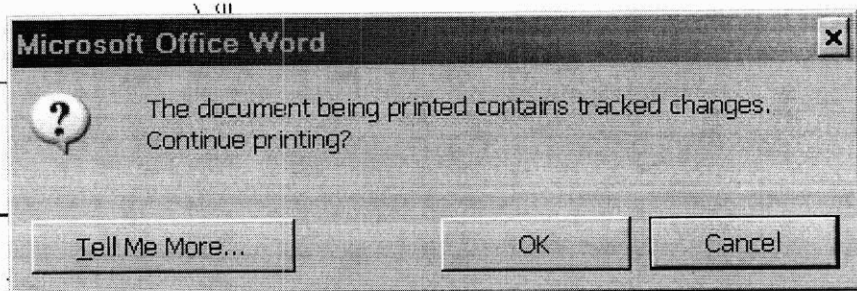 Microsoft Office Word
The document being printed contains tracked changes.
Continue printing?
Tell Me More...
OK
Cancel